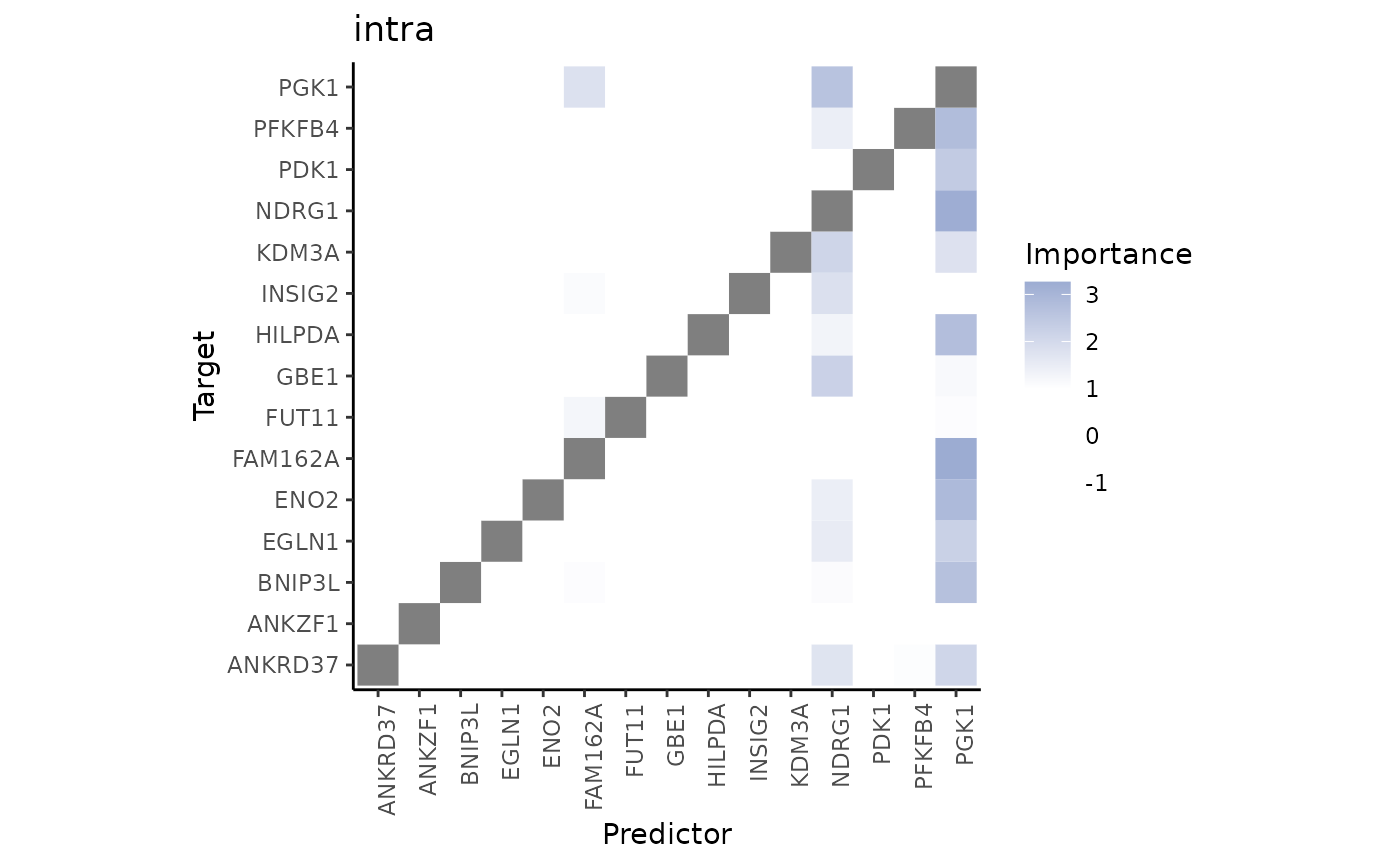 intra
PGK1
PFKFB4
PDK1
NDRG1
KDM3A
INSIG2
HILPDA
GBE1
FUT11
FAM162A
ENO2
EGLN1
BNIP3L
ANKZF1
ANKRD37
Target
ANKRD37
ANKZF1
BNIP3L
EGLN1
ENO2
FAM162A
FUT11
GBE1
HILPDA
INSIG2
KDM3A
NDRG1
PDK1
PFKFB4
PGK1
Predictor
Importance
3
2
1
0
-1